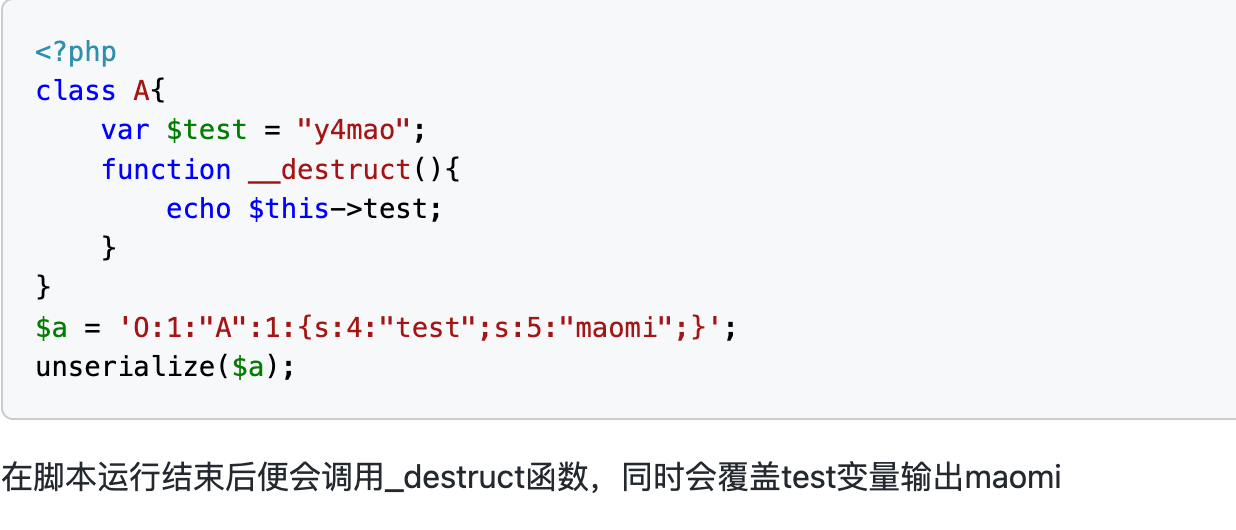 <?php
class A{
    var $test = "y4mao";
    function __destruct(){
        echo $this->test;
    }
}
$a = 'O:1:"A":1:{s:4:"test";s:5:"maomi";}';
unserialize($a);
在脚本运行结束后便会调用_destruct函数，同时会覆盖test变量输出maomi